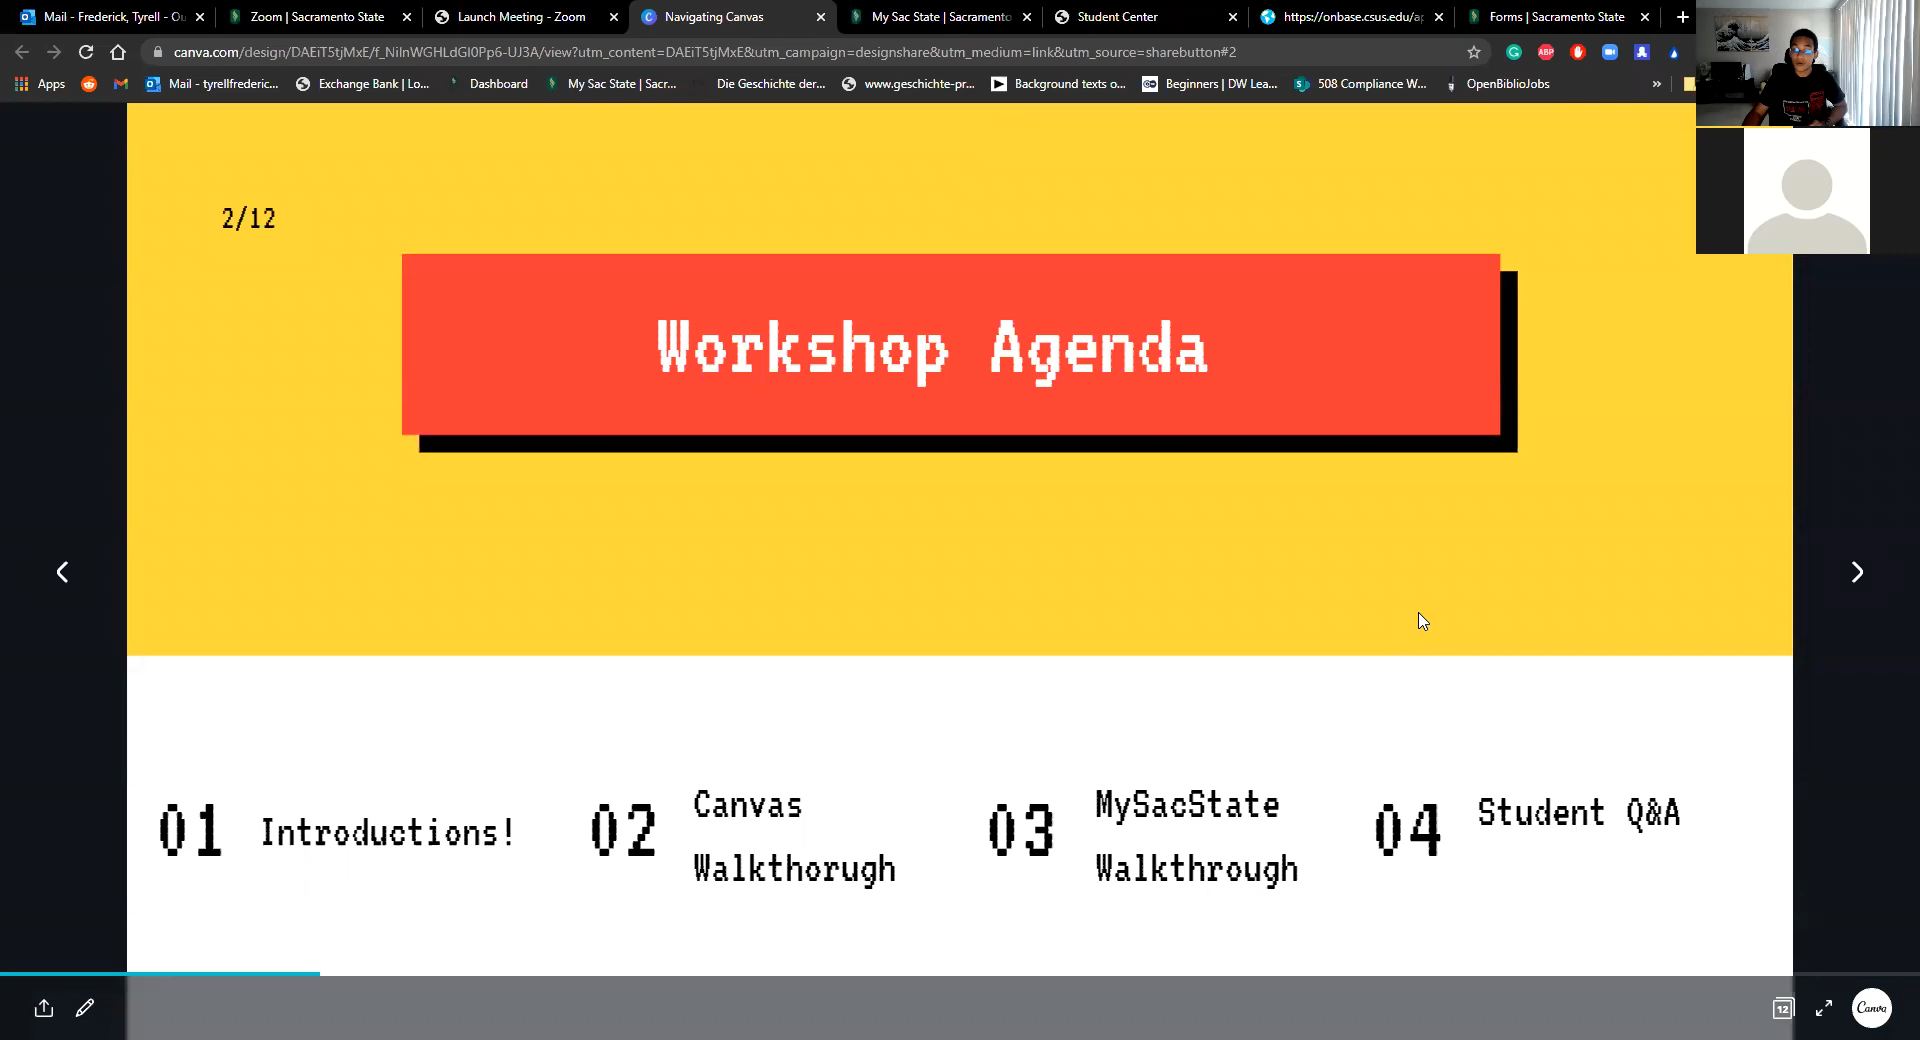 Mail - Frederick, Tyrell - Ou
Zoom | Sacramento State
Launch Meeting - Zoom
Navigating Canvas
My Sac State | Sacramento
Student Center
https://onbase.csus.edu/ap
Forms | Sacramento State
canva.com/design/DAEiT5tjMxE/f_NiInWGHLdGl0Pp6-UJ3A/view?utm_content=DAEiT5tjMxE&utm_campaign=designshare&utm_medium=link&utm_source=sharebutton#2
ABP
Apps
Mail - tyrellfrederic...
Exchange Bank | Lo...
Dashboard
My Sac State | Sacr...
Die Geschichte der...
www.geschichte-pr...
Background texts o...
Beginners | DW Lea...
508 Compliance W...
OpenBiblioJobs
2/12
Workshop Agenda
01
Introductions!
02
Canvas
Walkthorugh
03
MySacState
Walkthrough
04
Student Q&A
12
Canva